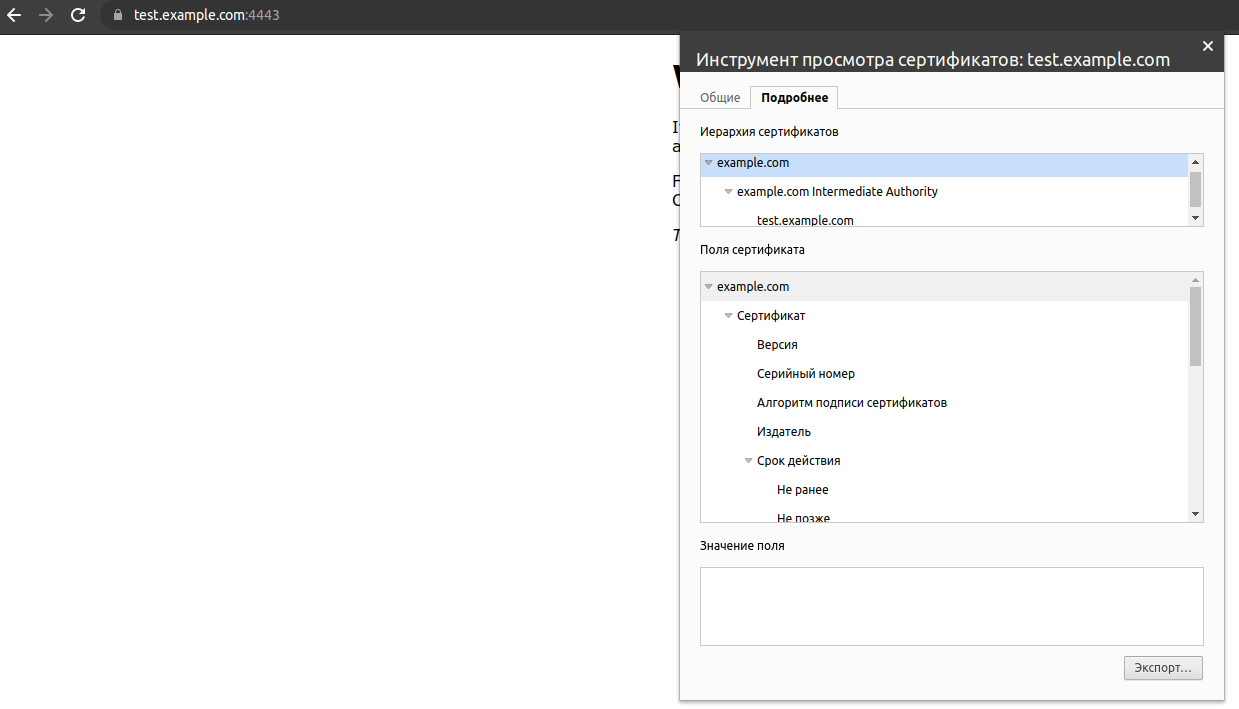 test.example.com:4443
Инструмент просмотра сертификатов: test.example.com
Общие
Подробнее
Иерархия сертификатов
example.com
example.com Intermediate Authority
test.example.com
Поля сертификата
example.com
Сертификат
Версия
Серийный номер
Алгоритм подписи сертификатов
Издатель
Срок действия
Не ранее
Не позже
Значение поля
Экспорт...